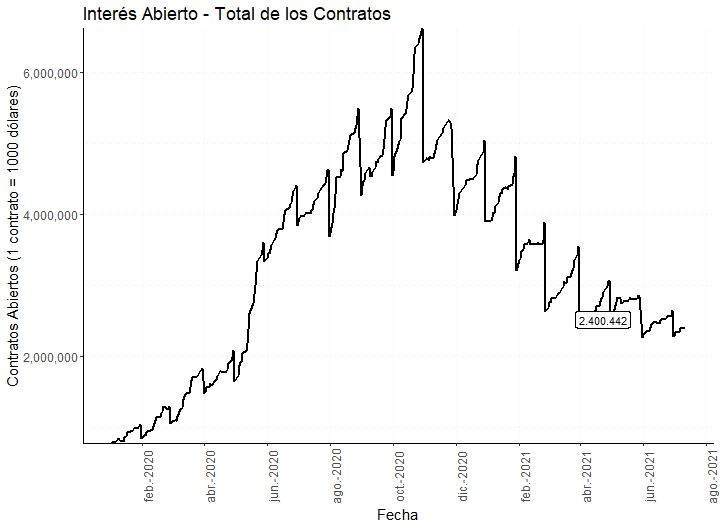 Interés Abierto - Total de los Contratos
Contratos Abiertos (1 contrato = 1000 dólares)
6,000,000
4,000,000
2,000,000
2.400.442
feb.-2020
abr.-2020
jun.-2020
ago.-2020
oct.-2020
dic.-2020
feb.-2021
abr.-2021
jun.-2021
ago.-2021
Fecha